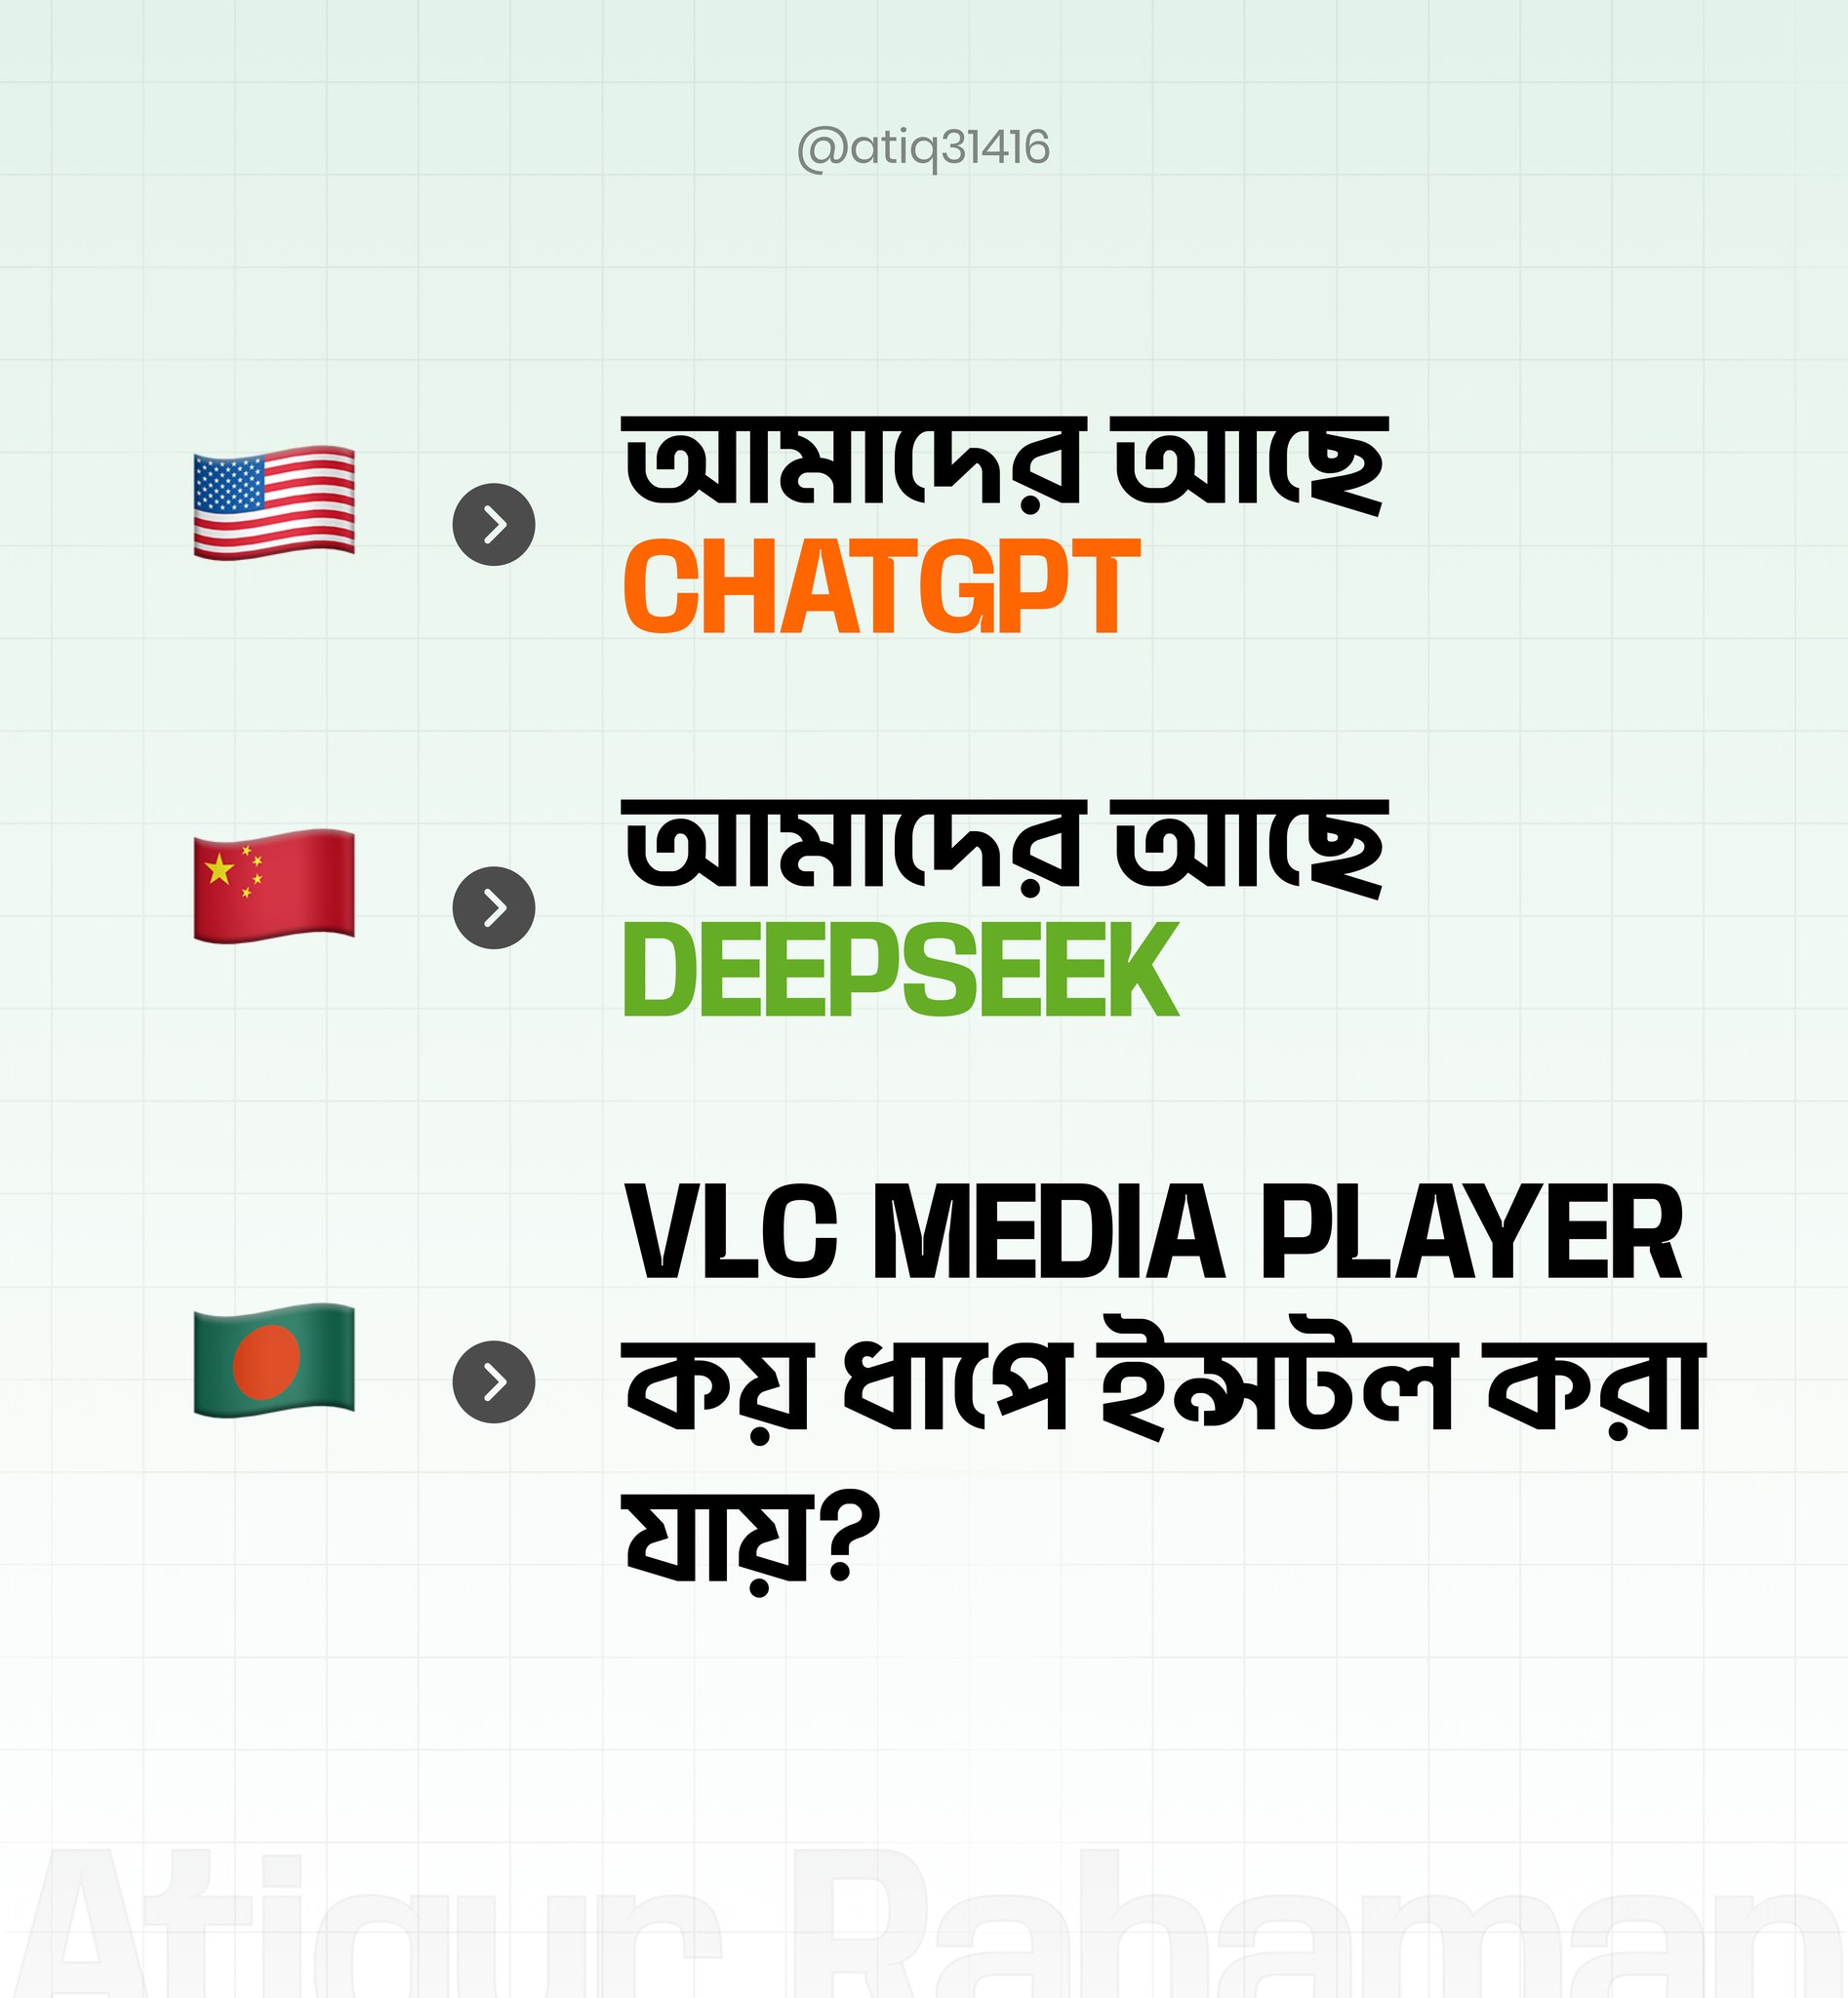 @atiq31416
আমাদের আছে
CHATGPT
আমাদের আছে
DEEPSEEK
VLC MEDIA PLAYER
কয় ধাপে ইন্সটল করা
যায়?
Atiqur Rahaman